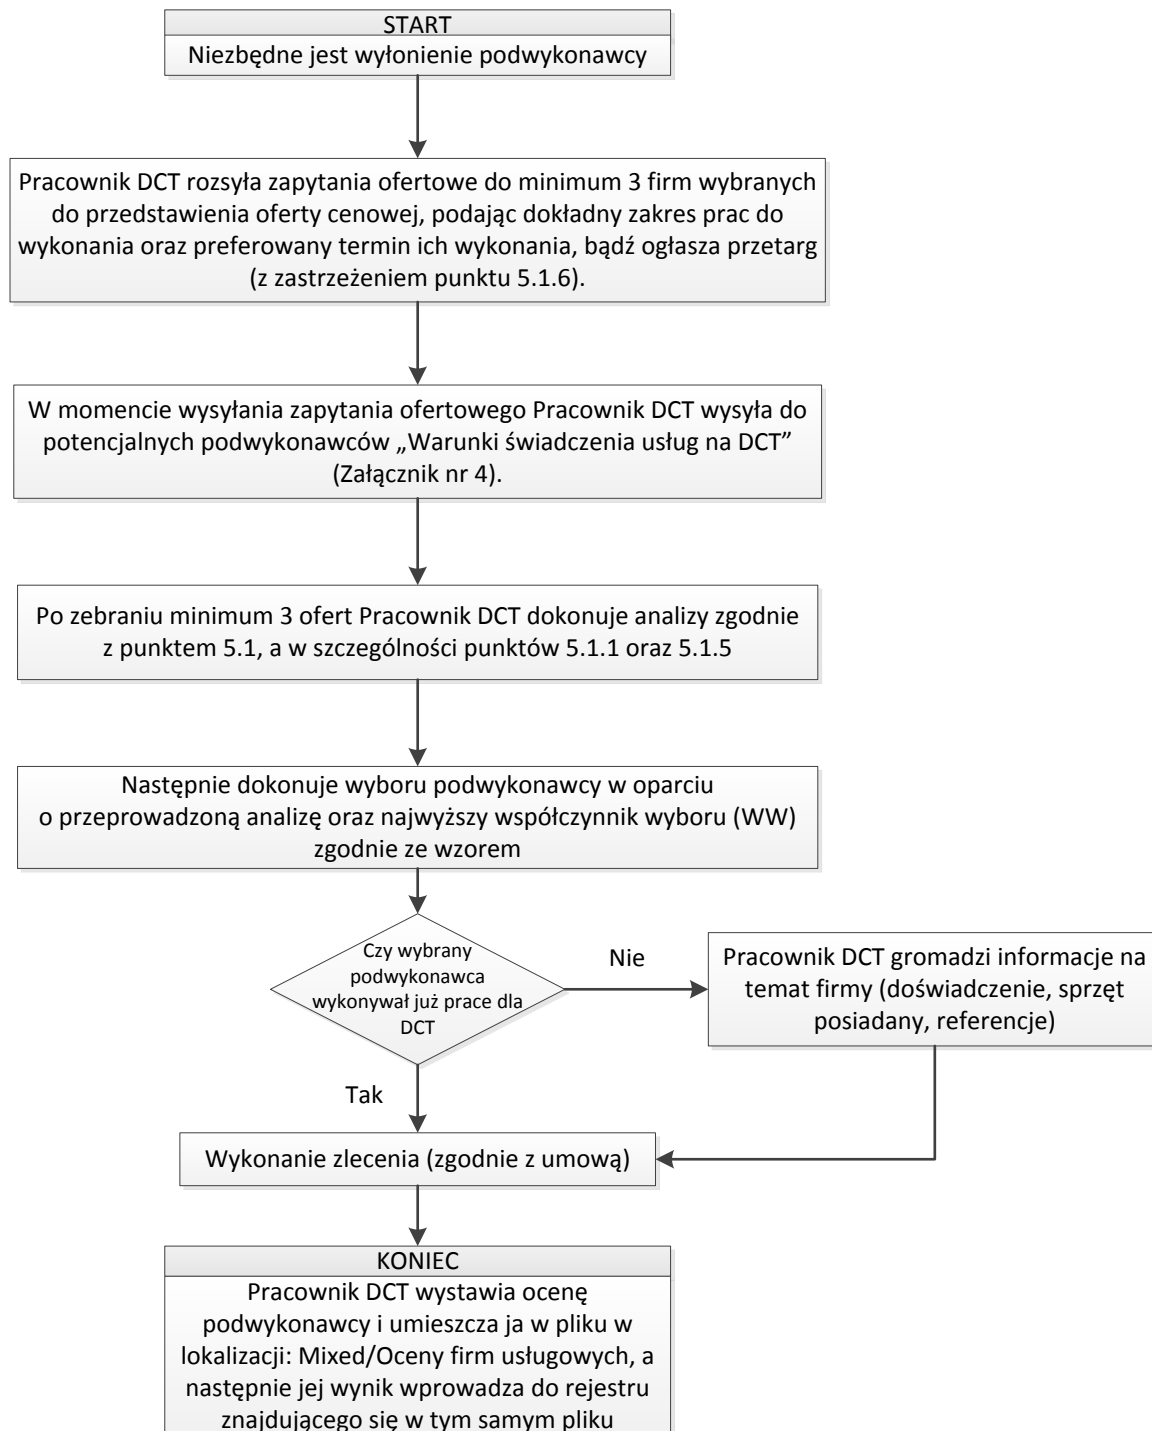 START
Niezbędne jest wyłonienie podwykonawcy
Pracownik DCT rozsyła zapytania ofertowe do minimum 3 firm wybranych
do przedstawienia oferty cenowej, podając dokładny zakres prac do
wykonania oraz preferowany termin ich wykonania, bądź ogłasza przetarg
(z zastrzeżeniem punktu 5.1.6).
W momencie wysyłania zapytania ofertowego Pracownik DCT wysyła do
potencjalnych podwykonawców „Warunki świadczenia usług na DCT”
(Załącznik nr 4).
Po zebraniu minimum 3 ofert Pracownik DCT dokonuje analizy zgodnie
z punktem 5.1, a w szczególności punktów 5.1.1 oraz 5.1.5
Następnie dokonuje wyboru podwykonawcy w oparciu
o przeprowadzoną analizę oraz najwyższy współczynnik wyboru (WW)
zgodnie ze wzorem
Czy wybrany
podwykonawca
wykonywał już prace dla
DCT
Nie
Pracownik DCT gromadzi informacje na
temat firmy (doświadczenie, sprzęt
posiadany, referencje)
Tak
Wykonanie zlecenia (zgodnie z umową)
KONIEC
Pracownik DCT wystawia ocenę
podwykonawcy i umieszcza ja w pliku w
lokalizacji: Mixed/Oceny firm usługowych, a
następnie jej wynik wprowadza do rejestru
znajdującego się w tym samym pliku